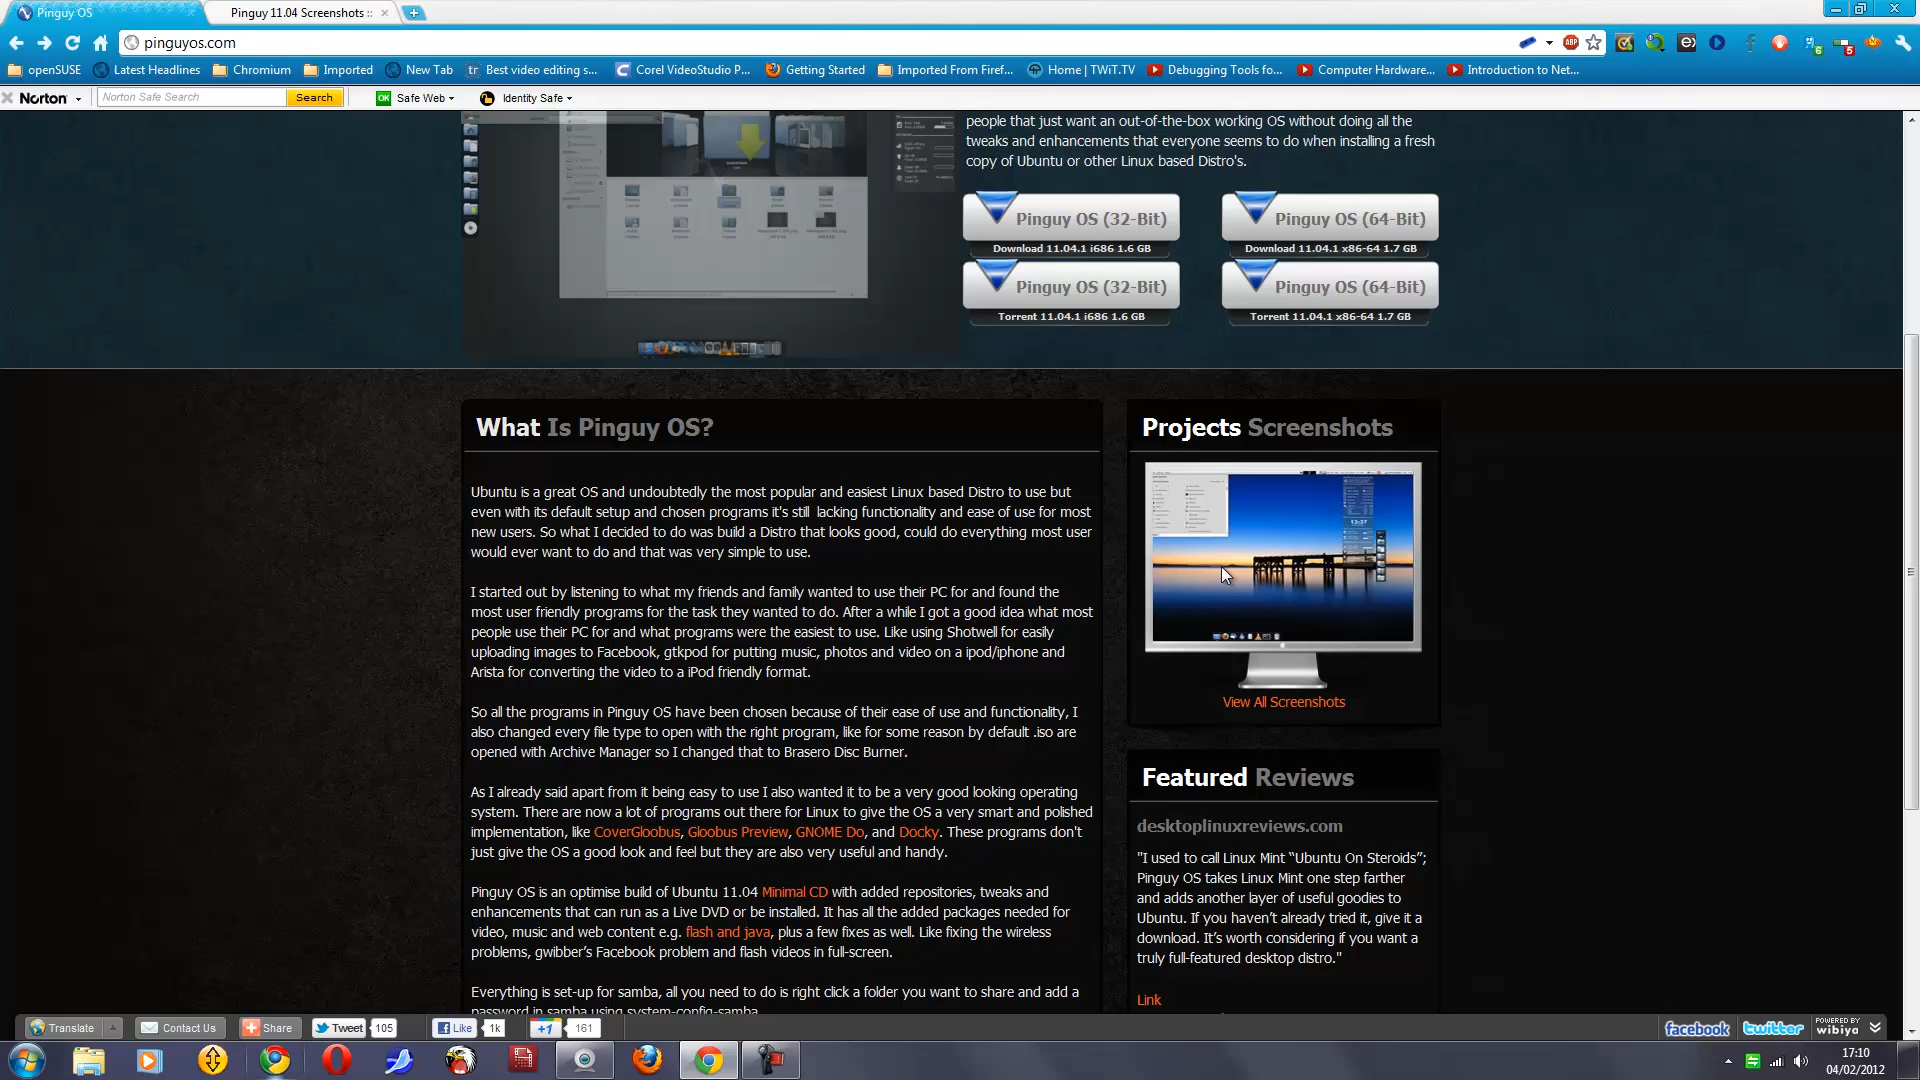 Pinguy OS
Pinguy 11.04 Screenshots ::
pinguyos.com
ABP
6
5
openSUSE
Latest Headlines
Chromium
Imported
New Tab
tr Best video editing s...
Corel VideoStudio P...
Getting Started
Imported From Firef...
Home | TWiT.TV
Debugging Tools fo...
Computer Hardware...
Introduction to Net...
Norton
Norton Safe Search
Search
OK Safe Web
Identity Safe
people that just want an out-of-the-box working OS without doing all the
tweaks and enhancements that everyone seems to do when installing a fresh
copy of Ubuntu or other Linux based Distro's.
Pinguy OS (32-Bit)
Download 11.04.1 i686 1.6 GB
Pinguy OS (64-Bit)
Download 11.04.1 x86-64 1.7 GB
Pinguy OS (32-Bit)
Torrent 11.04.1 i686 1.6 GB
Pinguy OS (64-Bit)
Torrent 11.04.1 x86-64 1.7 GB
What Is Pinguy OS?
Ubuntu is a great OS and undoubtedly the most popular and easiest Linux based Distro to use but
even with its default setup and chosen programs it's still lacking functionality and ease of use for most
new users. So what I decided to do was build a Distro that looks good, could do everything most user
would ever want to do and that was very simple to use.
I started out by listening to what my friends and family wanted to use their PC for and found the
most user friendly programs for the task they wanted to do. After a while I got a good idea what most
people use their PC for and what programs were the easiest to use. Like using Shotwell for easily
uploading images to Facebook, gtkpod for putting music, photos and video on a ipod/iphone and
Arista for converting the video to a iPod friendly format.
So all the programs in Pinguy OS have been chosen because of their ease of use and functionality, I
also changed every file type to open with the right program, like for some reason by default .iso are
opened with Archive Manager so I changed that to Brasero Disc Burner.
As I already said apart from it being easy to use I also wanted it to be a very good looking operating
system. There are now a lot of programs out there for Linux to give the OS a very smart and polished
implementation, like CoverGloobus, Gloobus Preview, GNOME Do, and Docky. These programs don't
just give the OS a good look and feel but they are also very useful and handy.
Pinguy OS is an optimise build of Ubuntu 11.04 Minimal CD with added repositories, tweaks and
enhancements that can run as a Live DVD or be installed. It has all the added packages needed for
video, music and web content e.g. flash and java, plus a few fixes as well. Like fixing the wireless
problems, gwibber's Facebook problem and flash videos in full-screen.
Everything is set-up for samba, all you need to do is right click a folder you want to share and add a
password in samba using system-config-samba
Projects Screenshots
13:37
View All Screenshots
Featured Reviews
desktoplinuxreviews.com
"I used to call Linux Mint “Ubuntu On Steroids”;
Pinguy OS takes Linux Mint one step farther
and adds another layer of useful goodies to
Ubuntu. If you haven’t already tried it, give it a
download. It’s worth considering if you want a
truly full-featured desktop distro."
Link
Translate
Contact Us
Share
Tweet 105
Like 1k
+1 161
facebook
twitter
POWERED BY
wibiya
17:10
04/02/2012